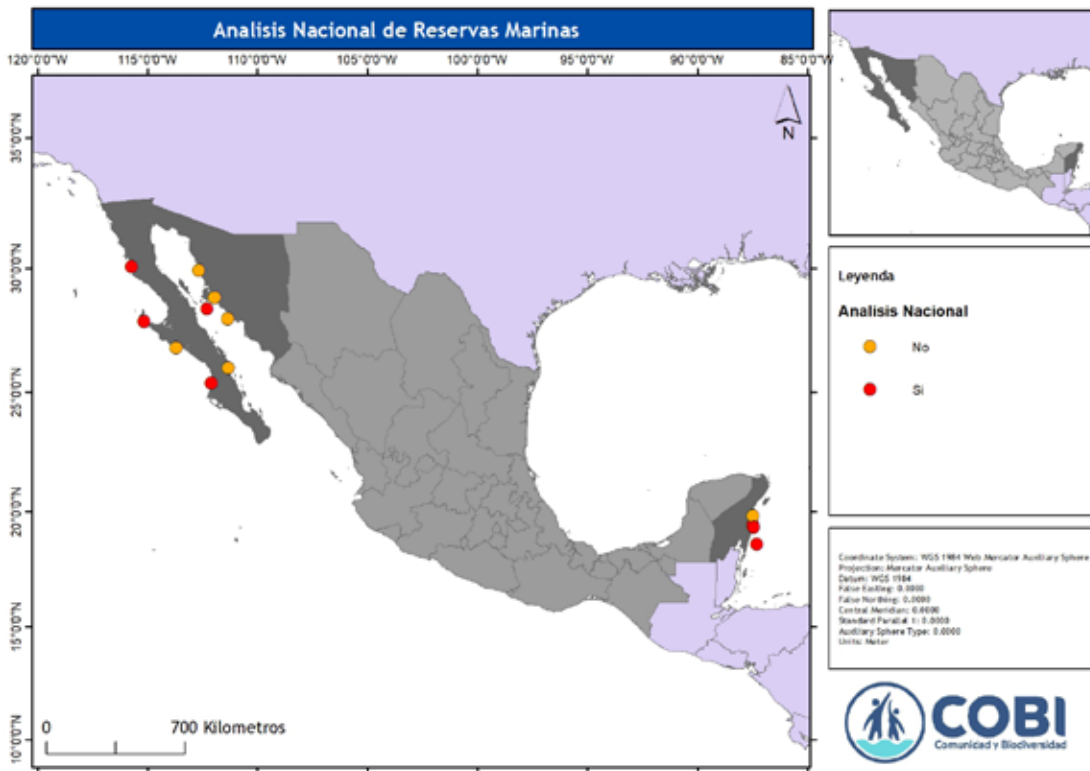 Analisis Nacional de Reservas Marinas
120°0'0"W 115°0'0"W 110°0'0"W 105°0'0"W 100°0'0"W 95°0'0"W 90°0'0"W 85°0'0"W
35°0'0"N
30°0'0"N
25°0'0"N
20°0'0"N
15°0'0"N
10°0'0"N
N
0 700 Kilometros
Leyenda
Analisis Nacional
No
Si
Coordinate System: WGS 1984 Web Mercator Auxiliary Sphere
Projection: Mercator Auxiliary Sphere
Datum: WGS 1984
False Easting: 0.0000
False Northing: 0.0000
Central Meridian: 0.0000
Standard Parallel 1: 0.0000
Auxiliary Sphere Type: 0.0000
Units: Meter
COBI
Comunidad y Biodiversidad